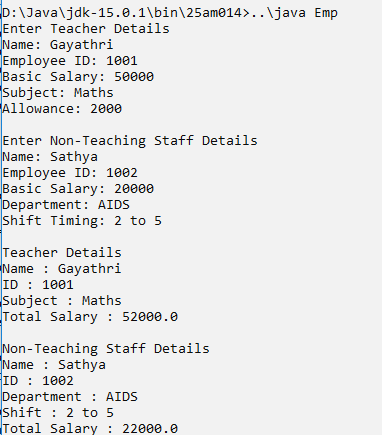 D:\Java\jdk-15.0.1\bin\25am014>..\java Emp
Enter Teacher Details
Name: Gayathri
Employee ID: 1001
Basic Salary: 50000
Subject: Maths
Allowance: 2000

Enter Non-Teaching Staff Details
Name: Sathya
Employee ID: 1002
Basic Salary: 20000
Department: AIDS
Shift Timing: 2 to 5

Teacher Details
Name : Gayathri
ID : 1001
Subject : Maths
Total Salary : 52000.0

Non-Teaching Staff Details
Name : Sathya
ID : 1002
Department : AIDS
Shift : 2 to 5
Total Salary : 22000.0